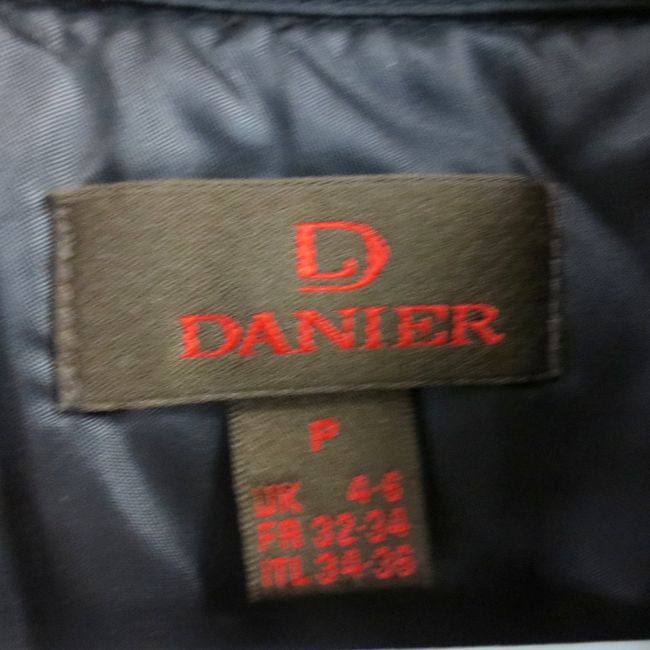 D
DANIER
P
UK 4-6
FR 32-34
ITL 34-36